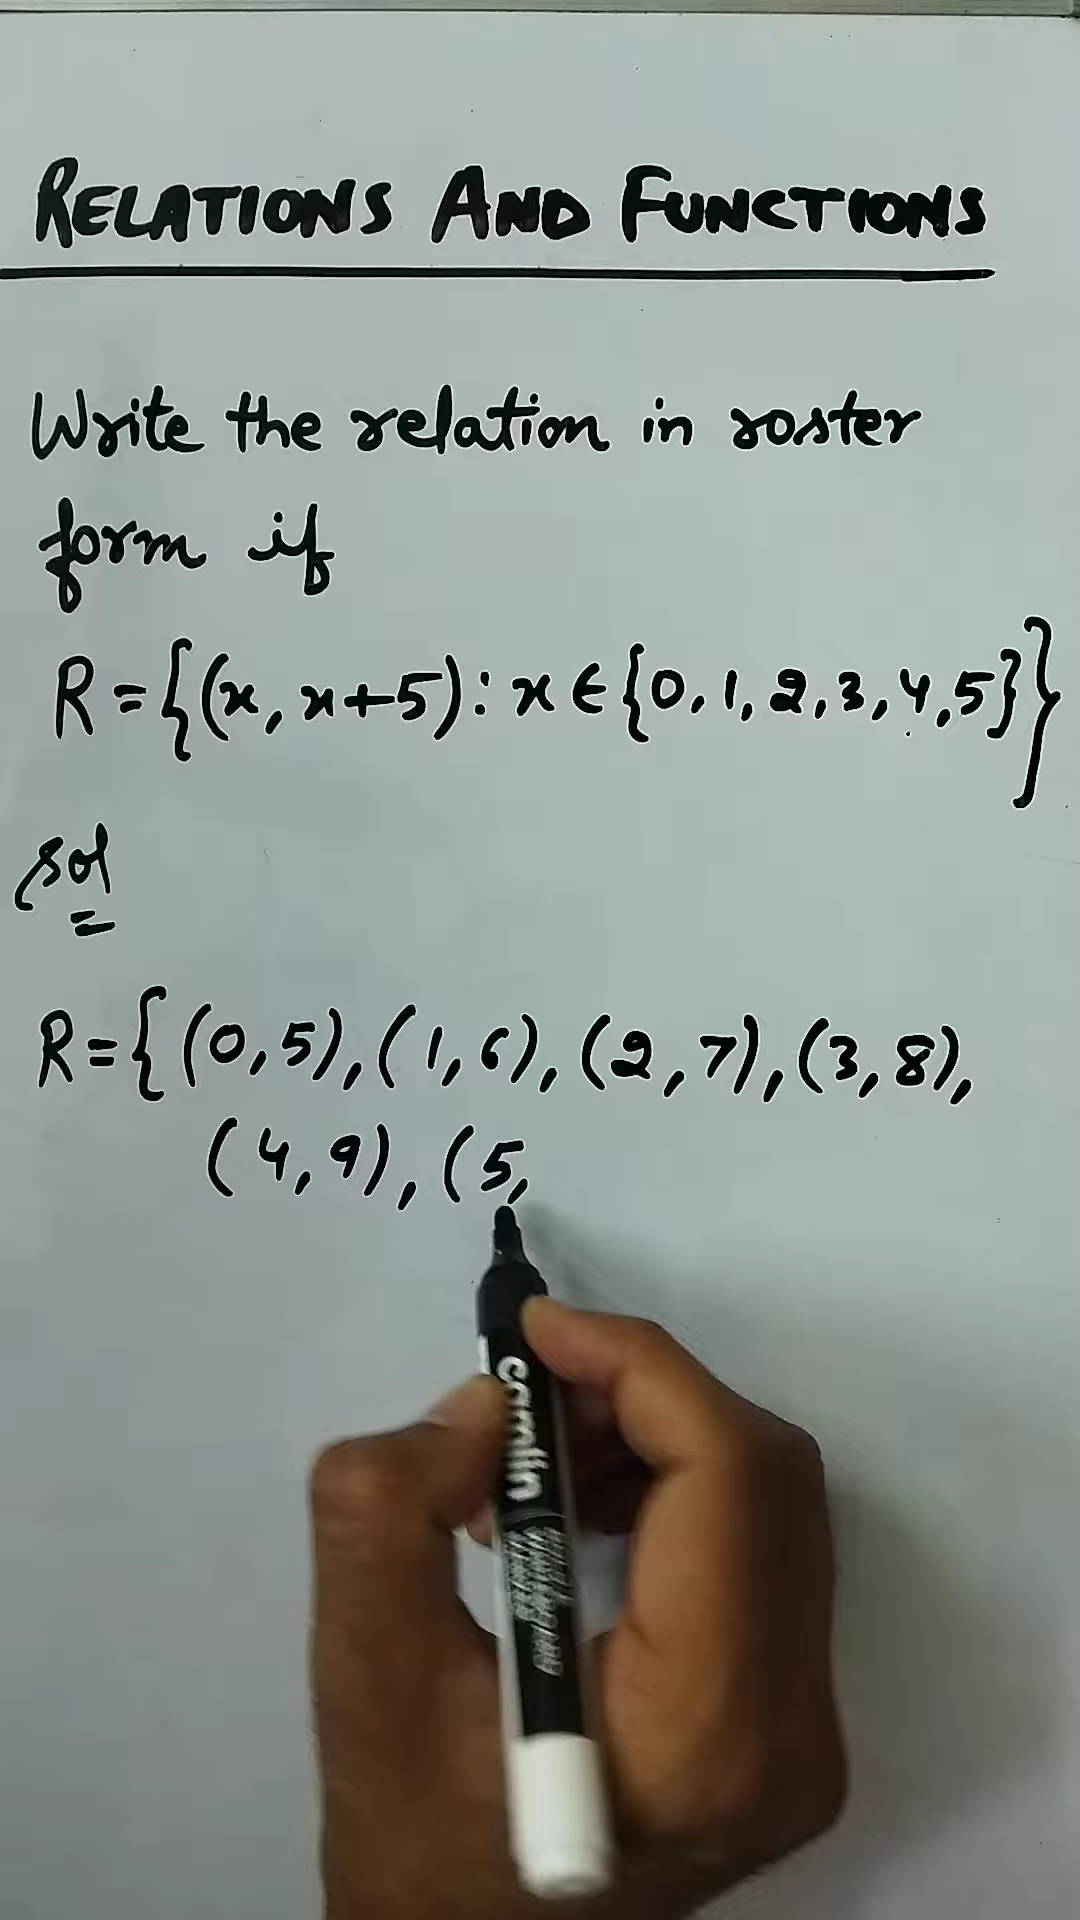 RELATIONS AND FUNCTIONS
Write the relation in roster
form if
R={(x, x+5): x∈{0,1,2,3,4,5}}
Sol
R={(0,5),(1,6),(2,7),(3,8),
(4,9),(5,
camlin